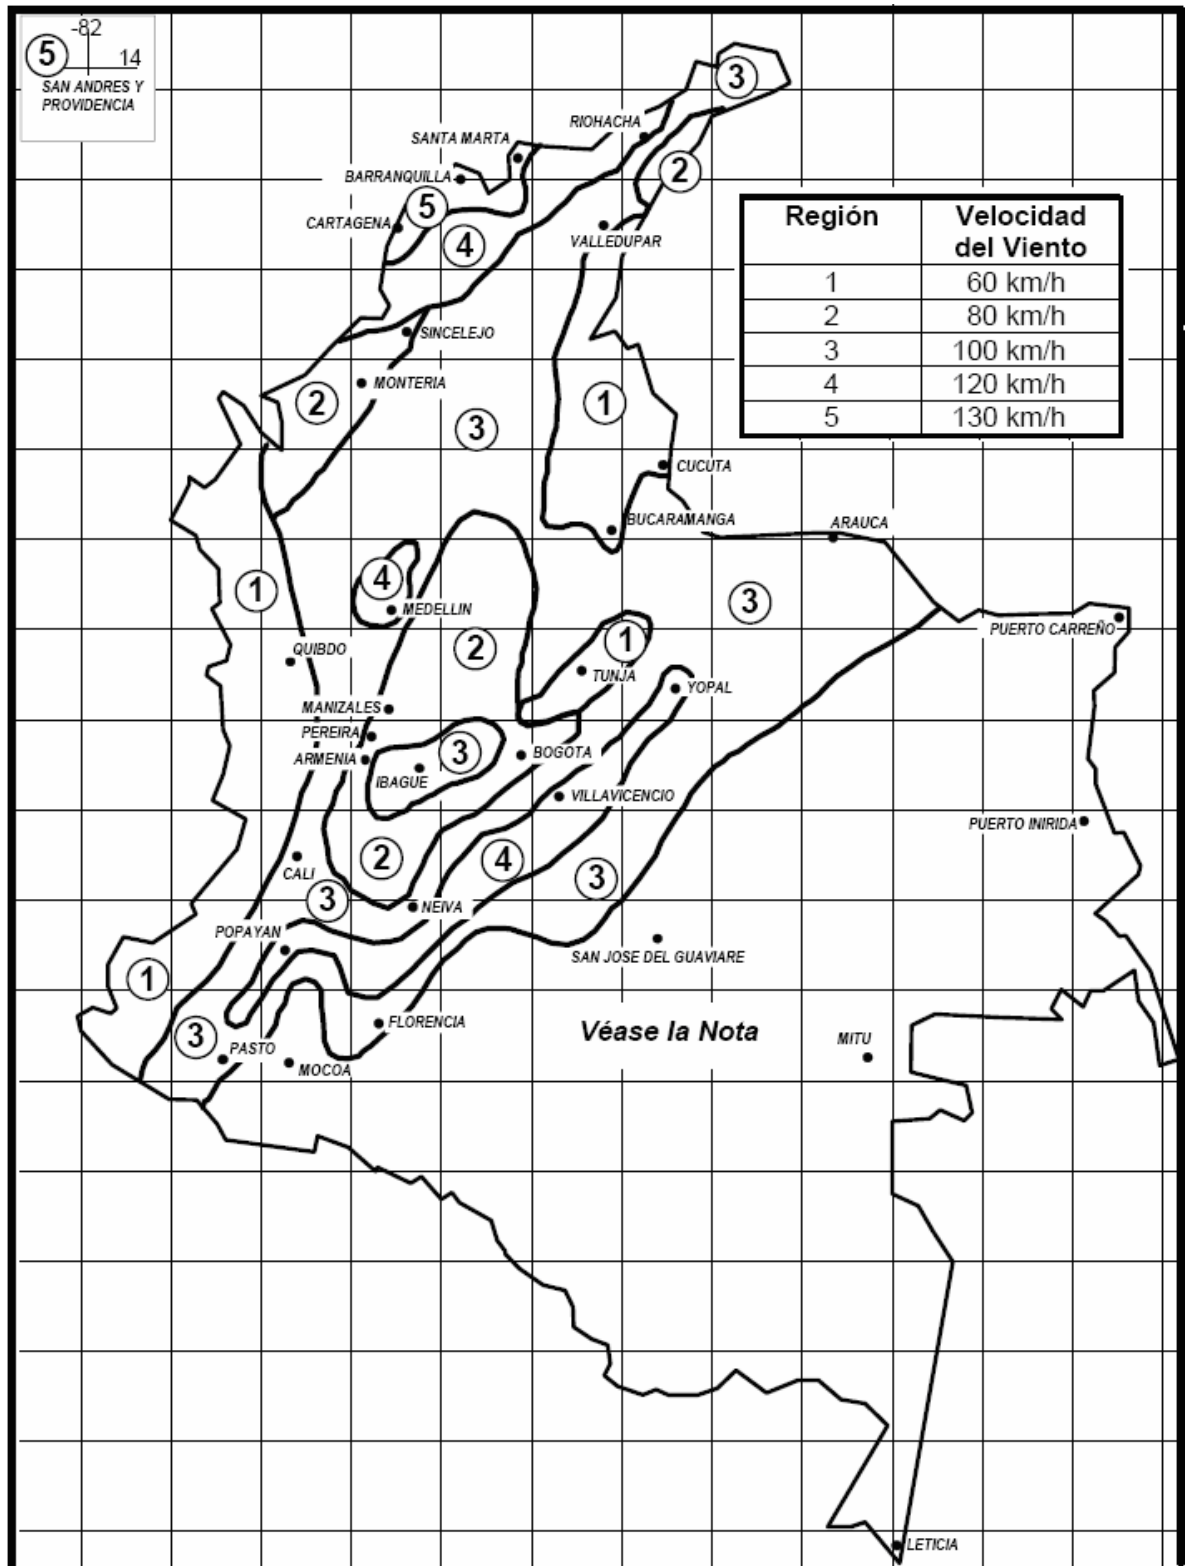 -82
5
14
SAN ANDRES Y
PROVIDENCIA
3
RIOHACHA
SANTA MARTA
2
BARRANQUILLA
5
CARTAGENA
4
VALLEDUPAR
Región
Velocidad
del Viento
1
60 km/h
2
80 km/h
3
100 km/h
4
120 km/h
5
130 km/h
SINCELEJO
MONTERIA
2
1
3
CUCUTA
BUCARAMANGA
ARAUCA
4
1
3
MEDELLIN
PUERTO CARREÑO
1
2
QUIBDO
TUNJA
YOPAL
MANIZALES
PEREIRA
3
BOGOTA
ARMENIA
IBAGUE
VILLAVICENCIO
PUERTO INIRIDA
2
4
CALI
3
3
NEIVA
POPAYAN
SAN JOSE DEL GUAVIARE
1
FLORENCIA
Véase la Nota
3
MITU
PASTO
MOCOA
LETICIA